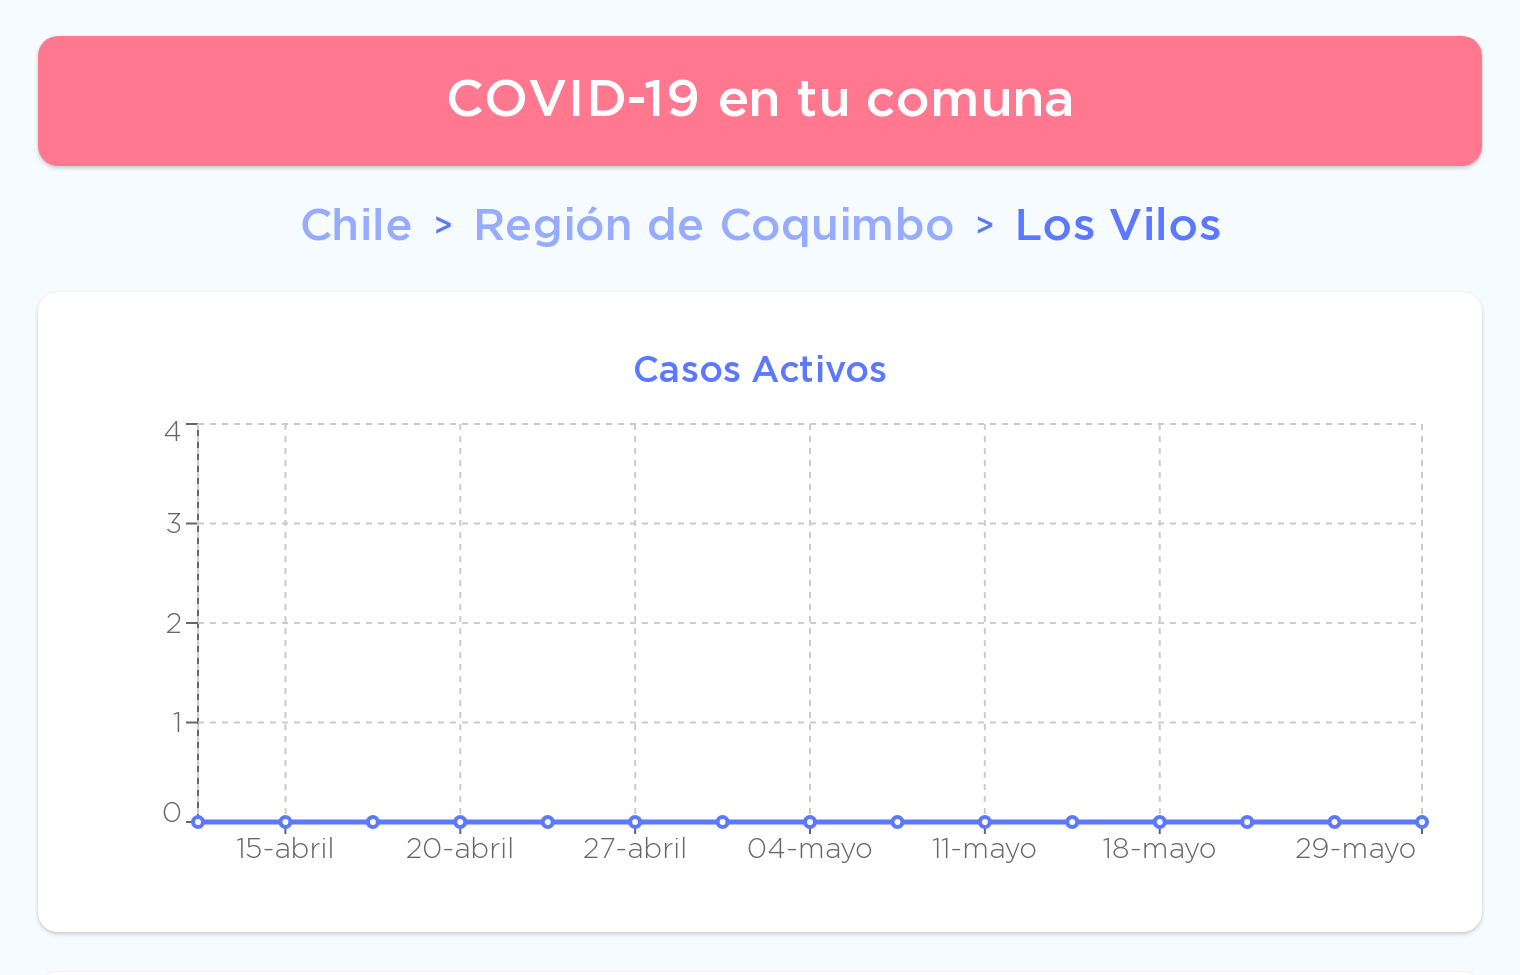 COVID-19 en tu comuna
Chile > Región de Coquimbo > Los Vilos
Casos Activos
4
3
2
1
0
15-abril 20-abril 27-abril 04-mayo 11-mayo 18-mayo 29-mayo